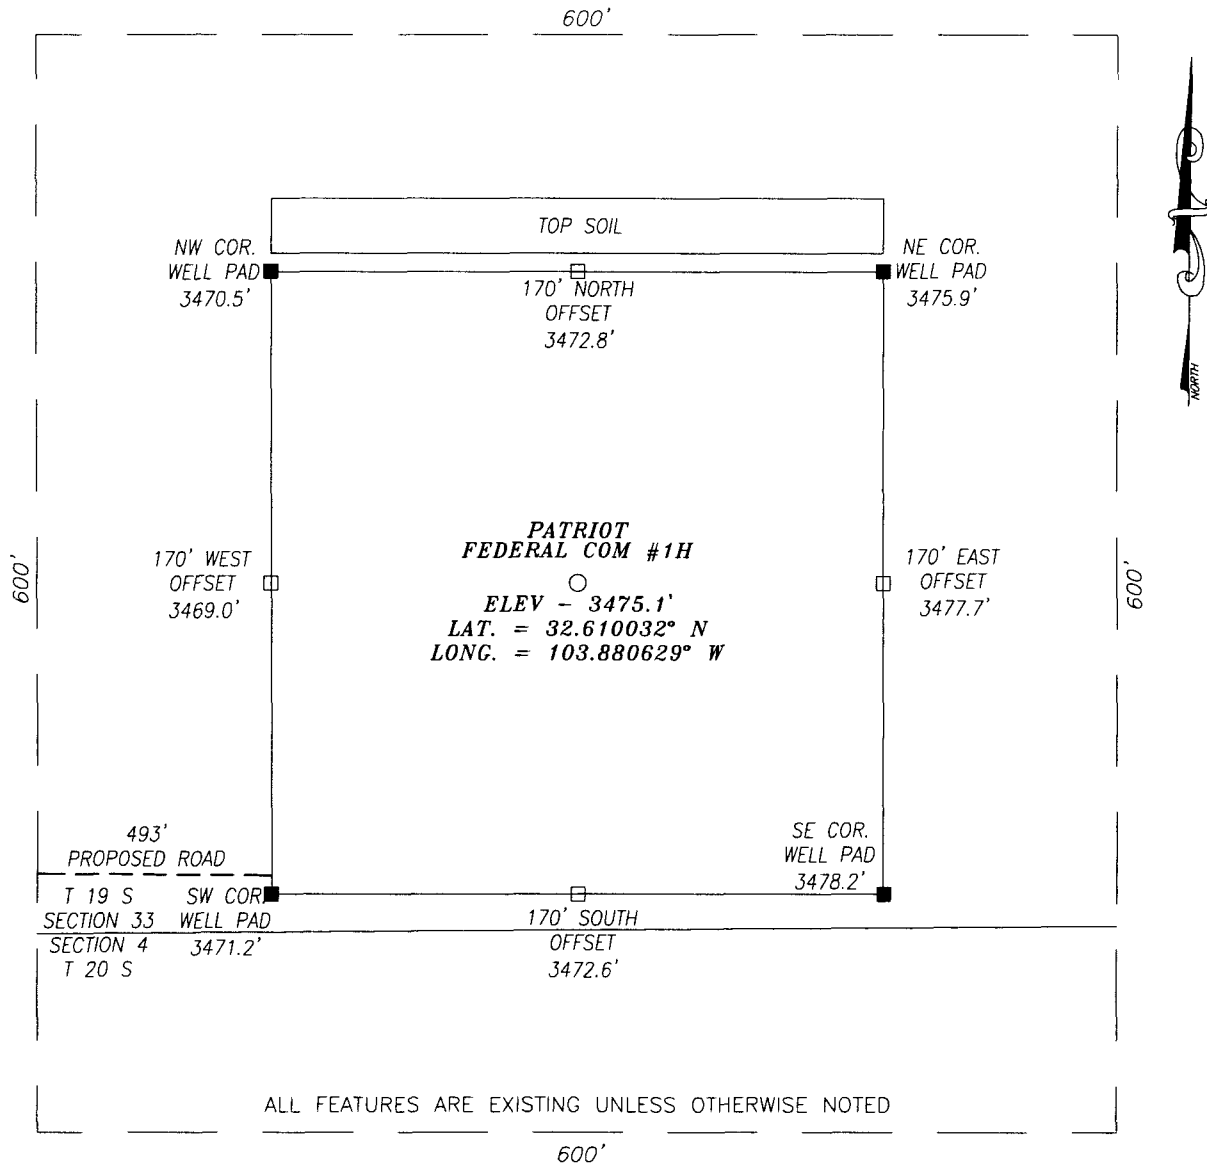 600'
TOP SOIL
NW COR.
WELL PAD
3470.5'
NE COR.
WELL PAD
3475.9'
170' NORTH
OFFSET
3472.8'
NORTH
600'
170' WEST
OFFSET
3469.0'
PATRIOT
FEDERAL COM #1H
ELEV - 3475.1'
LAT. = 32.610032° N
LONG. = 103.880629° W
170' EAST
OFFSET
3477.7'
600'
493'
PROPOSED ROAD
T 19 S
SECTION 33
SECTION 4
T 20 S
SW COR.
WELL PAD
3471.2'
170' SOUTH
OFFSET
3472.6'
SE COR.
WELL PAD
3478.2'
ALL FEATURES ARE EXISTING UNLESS OTHERWISE NOTED
600'